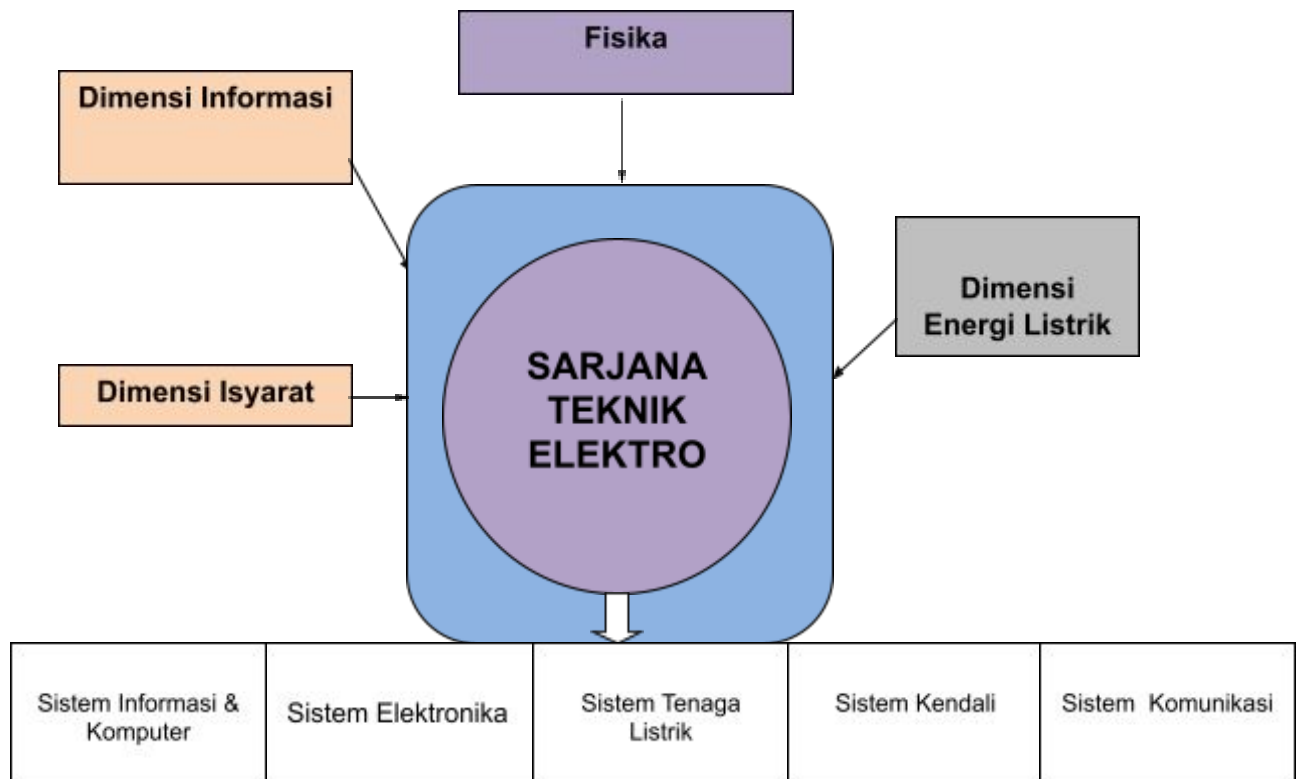 Fisika
Dimensi Informasi
Dimensi
Energi Listrik
Dimensi Isyarat
SARJANA
TEKNIK
ELEKTRO
Sistem Informasi &
Komputer
Sistem Elektronika
Sistem Tenaga
Listrik
Sistem Kendali
Sistem Komunikasi